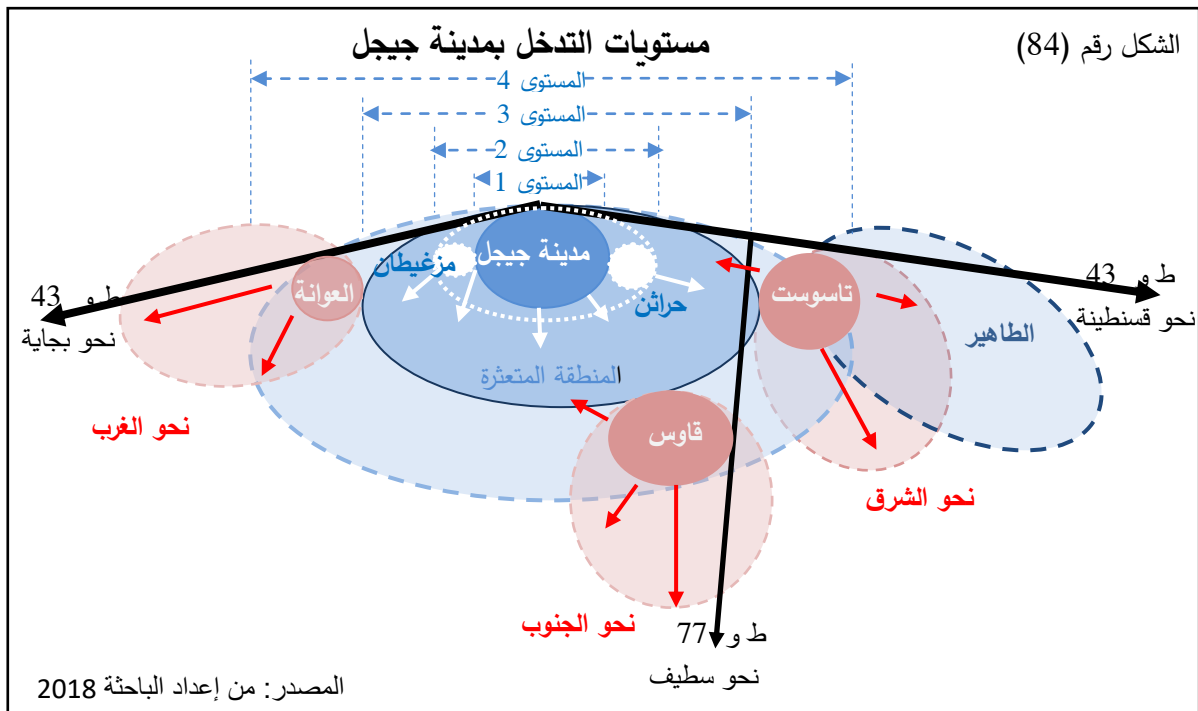 الشكل رقم (84)
مستويات التدخل بمدينة جيجل
المستوى 4
المستوى 3
المستوى 2
المستوى 1
مدينة جيجل
مزغيطان
حراثن
العوانة
تاسوست
الطاهير
ط و 43
نحو قسنطينة
ط و 43
نحو بجاية
المنطقة المتعثرة
قاوس
نحو الغرب
نحو الشرق
نحو الجنوب
ط و 77
نحو سطيف
المصدر: من إعداد الباحثة 2018